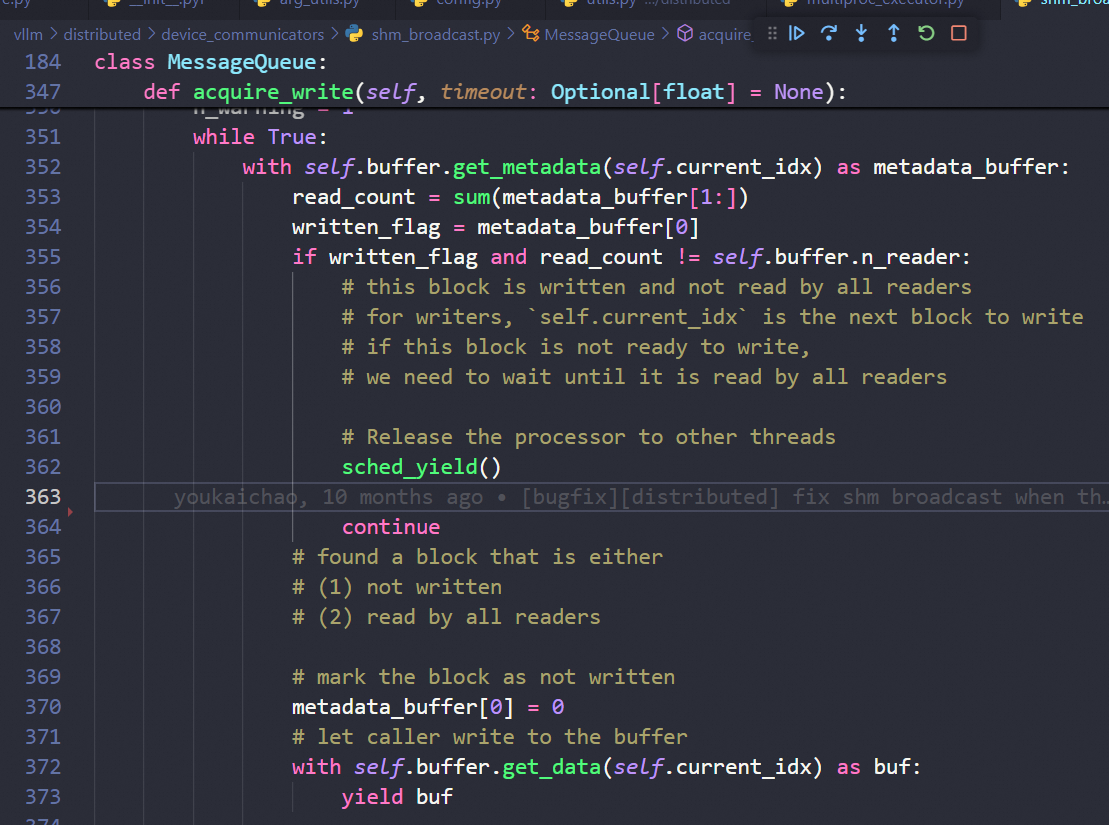 e.py __init__.py arg_utils.py config.py utils.py .../distributed multiproc_executor.py shm_broa
vllm > distributed > device_communicators > shm_broadcast.py > MessageQueue > acquire_
184 class MessageQueue:
347 def acquire_write(self, timeout: Optional[float] = None):
350 n_warning = 1
351 while True:
352 with self.buffer.get_metadata(self.current_idx) as metadata_buffer:
353 read_count = sum(metadata_buffer[1:])
354 written_flag = metadata_buffer[0]
355 if written_flag and read_count != self.buffer.n_reader:
356 # this block is written and not read by all readers
357 # for writers, `self.current_idx` is the next block to write
358 # if this block is not ready to write,
359 # we need to wait until it is read by all readers
360
361 # Release the processor to other threads
362 sched_yield()
363 youkaichao, 10 months ago • [bugfix][distributed] fix shm broadcast when th…
364 continue
365 # found a block that is either
366 # (1) not written
367 # (2) read by all readers
368
369 # mark the block as not written
370 metadata_buffer[0] = 0
371 # let caller write to the buffer
372 with self.buffer.get_data(self.current_idx) as buf:
373 yield buf
374